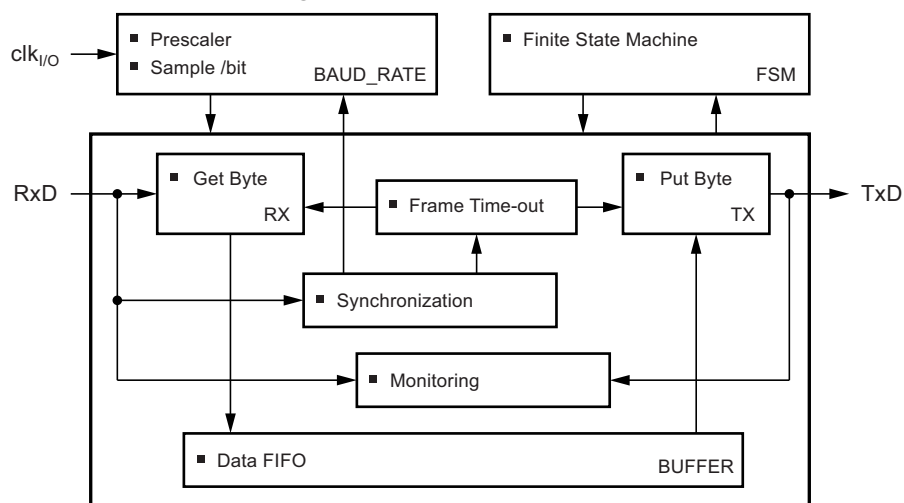 ▪ Prescaler
▪ Sample /bit
BAUD_RATE
▪ Finite State Machine
FSM
clkI/O
RxD
▪ Get Byte
RX
▪ Frame Time-out
▪ Put Byte
TX
TxD
▪ Synchronization
▪ Monitoring
▪ Data FIFO
BUFFER